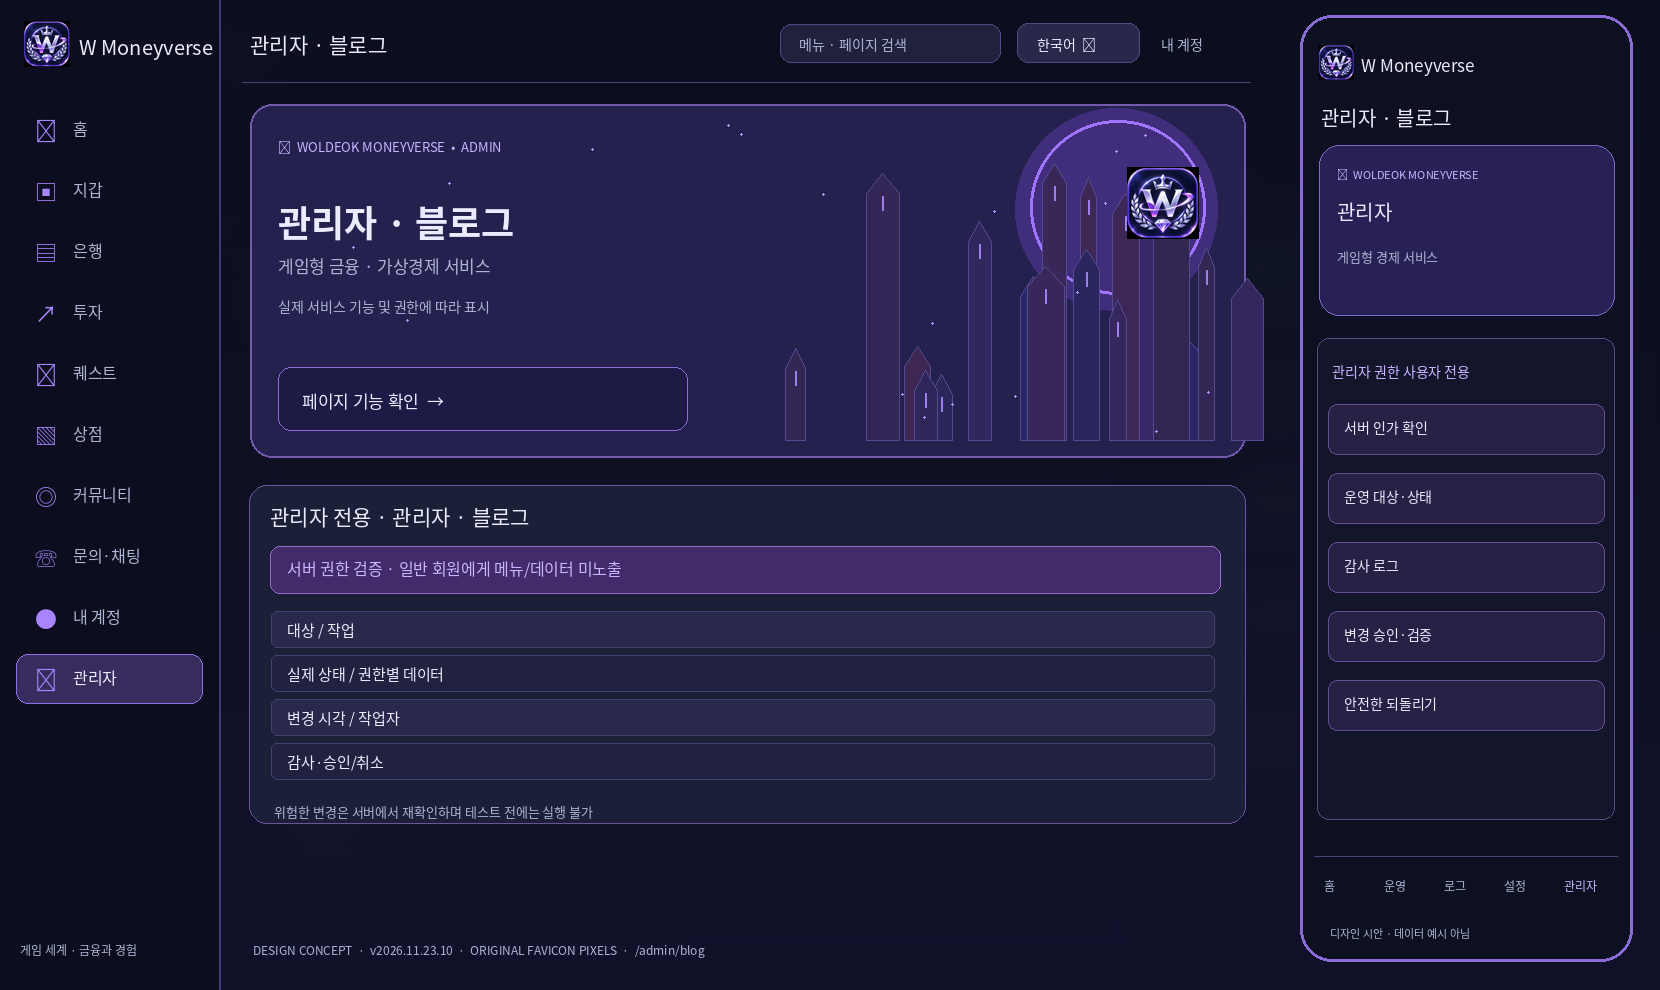 W Moneyverse
홈
지갑
은행
투자
퀘스트
상점
커뮤니티
문의·채팅
내 계정
관리자
게임 세계 · 금융과 경험
관리자 · 블로그
메뉴 · 페이지 검색
한국어
내 계정
WOLDEOK MONEYVERSE • ADMIN
관리자 · 블로그
게임형 금융 · 가상경제 서비스
실제 서비스 기능 및 권한에 따라 표시
페이지 기능 확인 →
관리자 전용 · 관리자 · 블로그
서버 권한 검증 · 일반 회원에게 메뉴/데이터 미노출
대상 / 작업
실제 상태 / 권한별 데이터
변경 시각 / 작업자
감사·승인/취소
위험한 변경은 서버에서 재확인하며 테스트 전에는 실행 불가
DESIGN CONCEPT · v2026.11.23.10 · ORIGINAL FAVICON PIXELS · /admin/blog
W Moneyverse
관리자 · 블로그
WOLDEOK MONEYVERSE
관리자
게임형 경제 서비스
관리자 권한 사용자 전용
서버 인가 확인
운영 대상·상태
감사 로그
변경 승인·검증
안전한 되돌리기
홈 운영 로그 설정 관리자
디자인 시안 · 데이터 예시 아님